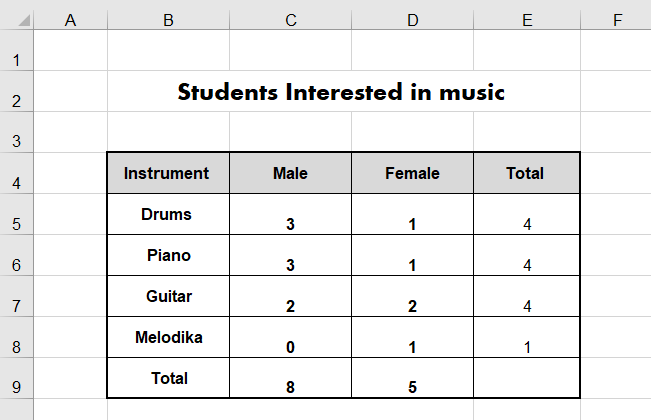 A B C D E F
1
2 Students Interested in music
3
4 Instrument Male Female Total
5 Drums 3 1 4
6 Piano 3 1 4
7 Guitar 2 2 4
8 Melodika 0 1 1
9 Total 8 5